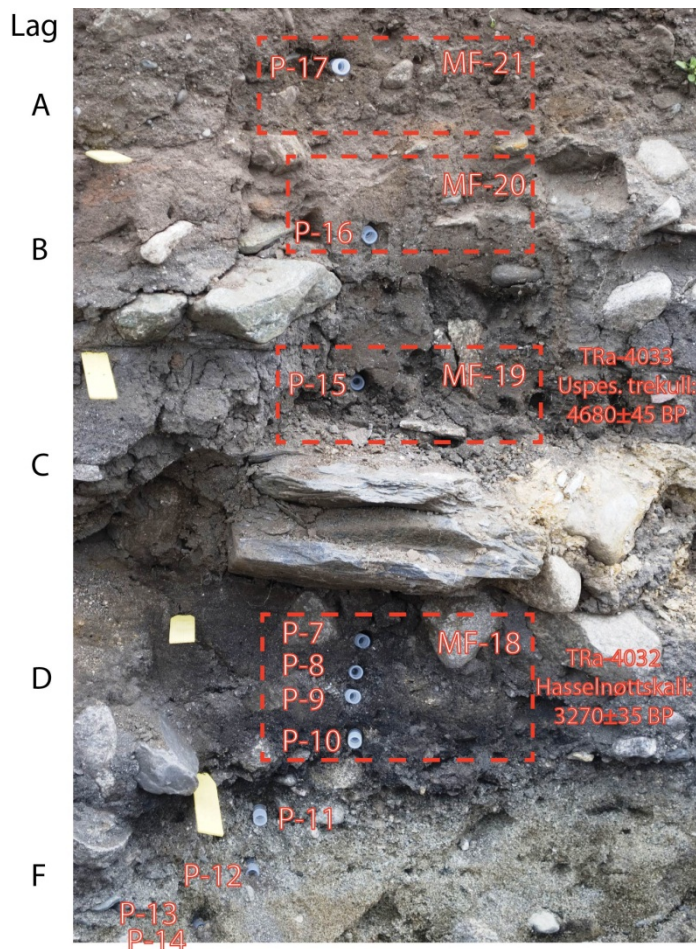 Lag
P-17
MF-21
A
MF-20
P-16
B
P-15
MF-19
TRa-4033
Uspes. trekull:
4680±45 BP
C
P-7
MF-18
P-8
TRa-4032
D
P-9
Hasselnøttskall:
3270±35 BP
P-10
P-11
F
P-12
P-13
P-14